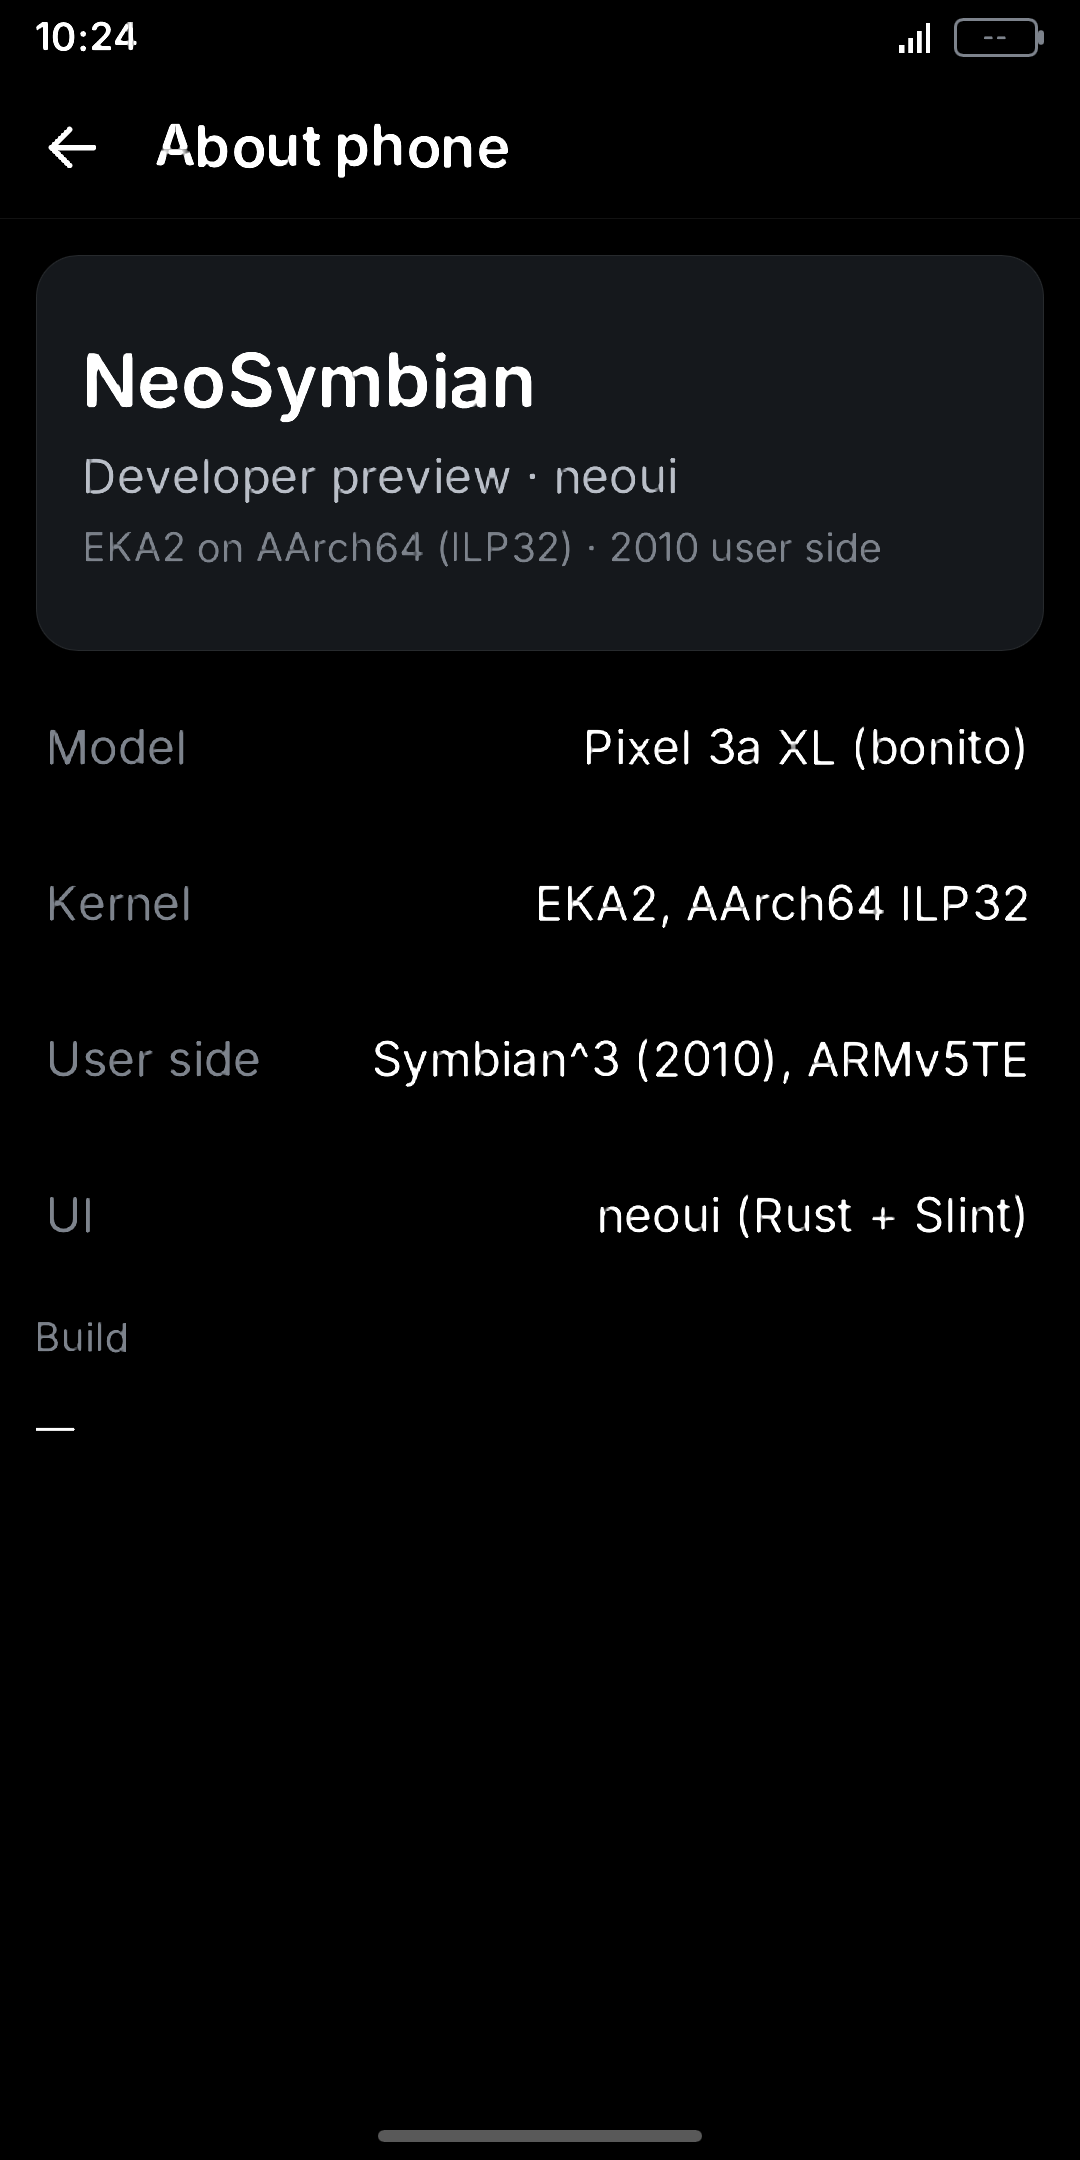 10:24
--
About phone
NeoSymbian
Developer preview · neoui
EKA2 on AArch64 (ILP32) · 2010 user side
Model Pixel 3a XL (bonito)
Kernel EKA2, AArch64 ILP32
User side Symbian^3 (2010), ARMv5TE
UI neoui (Rust + Slint)
Build
—